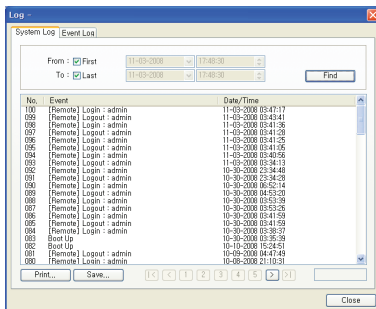 Log -
System Log Event Log
From : First 11-03-2008 17:48:30
To : Last 11-03-2008 17:48:30 Find
No. Event Date/Time
100 [Remote] Login : admin 11-03-2008 03:47:17
099 [Remote] Logout : admin 11-03-2008 03:43:41
098 [Remote] Login : admin 11-03-2008 03:41:36
097 [Remote] Logout : admin 11-03-2008 03:41:28
096 [Remote] Login : admin 11-03-2008 03:41:25
095 [Remote] Logout : admin 11-03-2008 03:41:05
094 [Remote] Login : admin 11-03-2008 03:40:56
093 [Remote] Logout : admin 11-03-2008 03:34:13
092 [Remote] Login : admin 10-30-2008 23:34:48
091 [Remote] Logout : admin 10-30-2008 23:34:28
090 [Remote] Login : admin 10-30-2008 06:52:14
089 [Remote] Logout : admin 10-30-2008 04:53:20
088 [Remote] Login : admin 10-30-2008 03:53:39
087 [Remote] Logout : admin 10-30-2008 03:53:26
086 [Remote] Login : admin 10-30-2008 03:41:59
085 [Remote] Logout : admin 10-30-2008 03:41:59
084 [Remote] Login : admin 10-30-2008 03:38:37
083 Boot Up 10-30-2008 03:35:39
082 Boot Up 10-10-2008 15:24:51
081 [Remote] Logout : admin 10-09-2008 04:47:49
080 [Remote] Login : admin 10-08-2008 21:10:31
Print... Save... |< < 1 2 3 4 5 > >|
Close